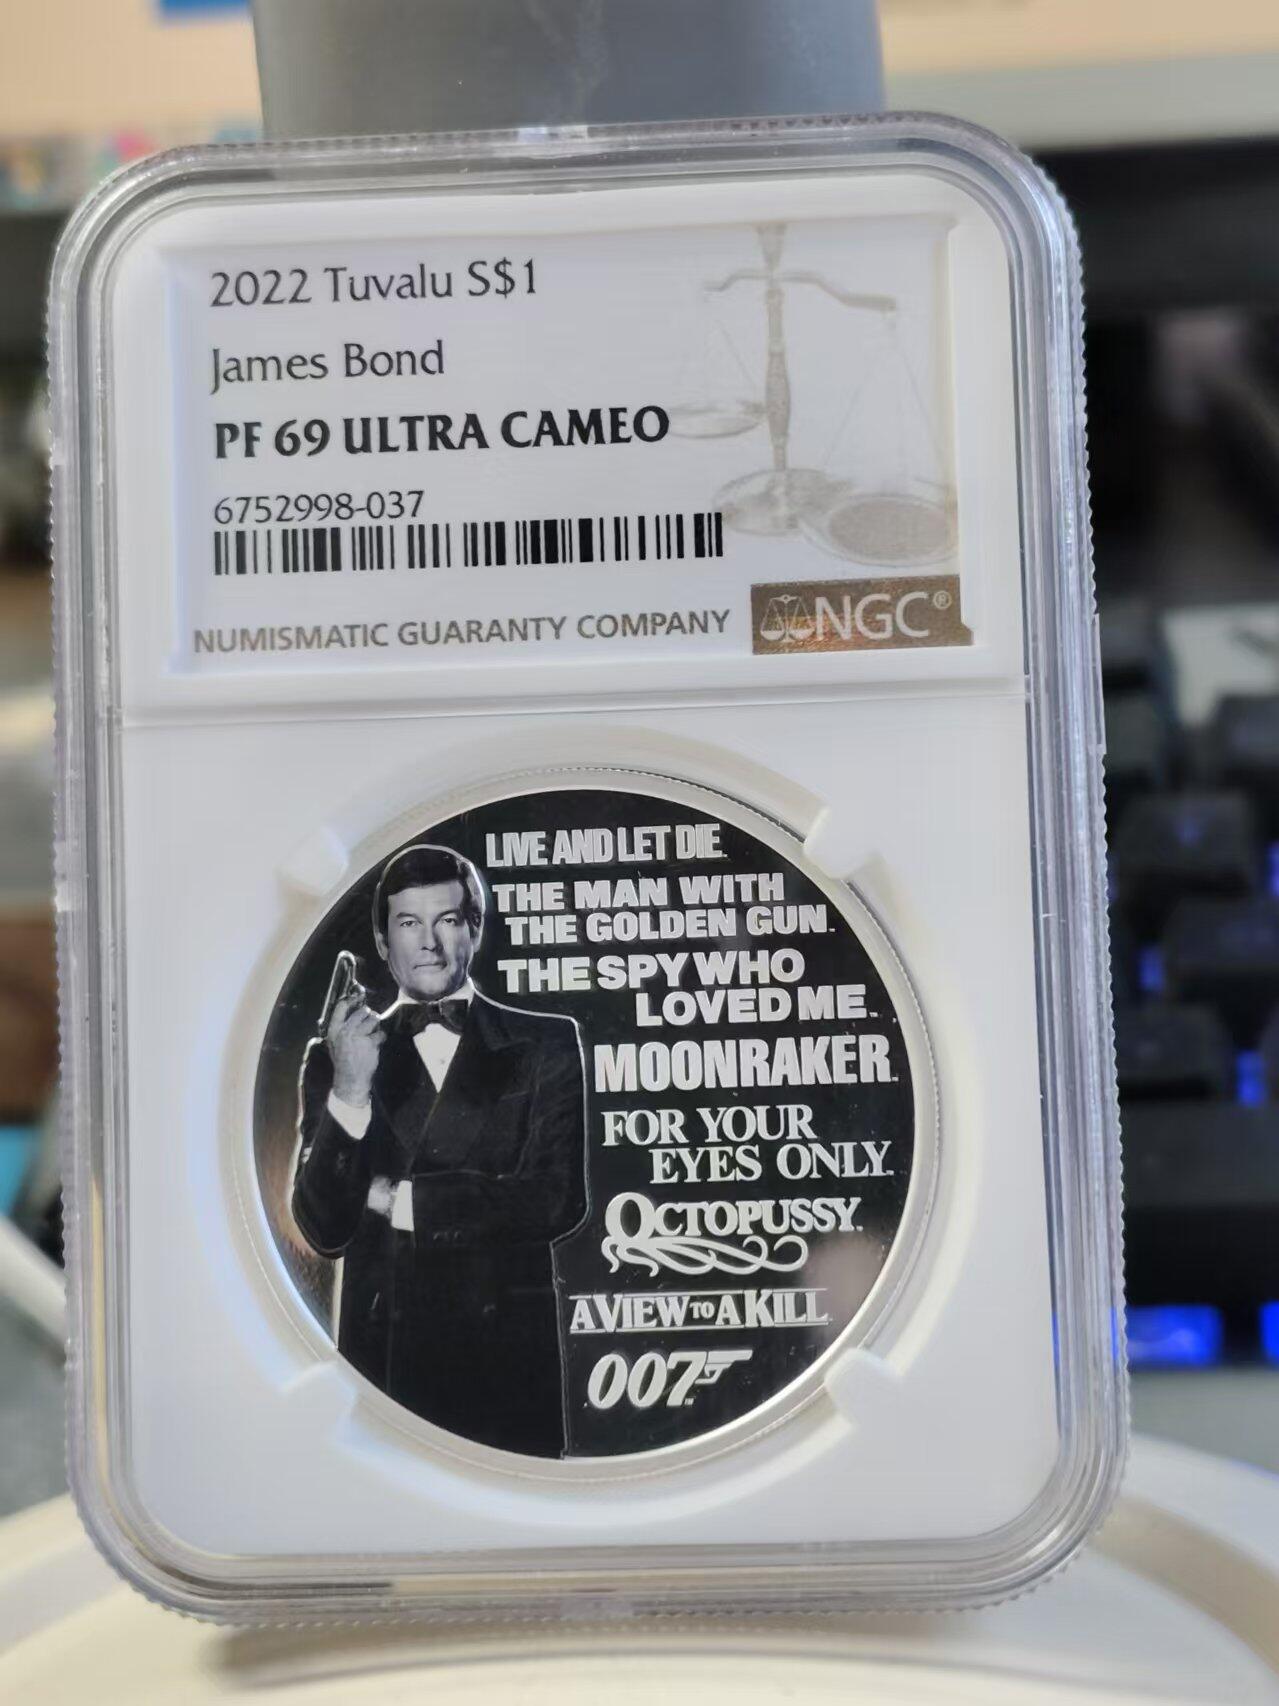 2022 Tuvalu S$1
James Bond
PF 69 ULTRA CAMEO
6752998-037
NUMISMATIC GUARANTY COMPANY
NGC®
LIVE AND LET DIE
THE MAN WITH
THE GOLDEN GUN
THE SPY WHO
LOVED ME
MOONRAKER
FOR YOUR
EYES ONLY
OCTOPUSSY
A VIEW TO A KILL
007